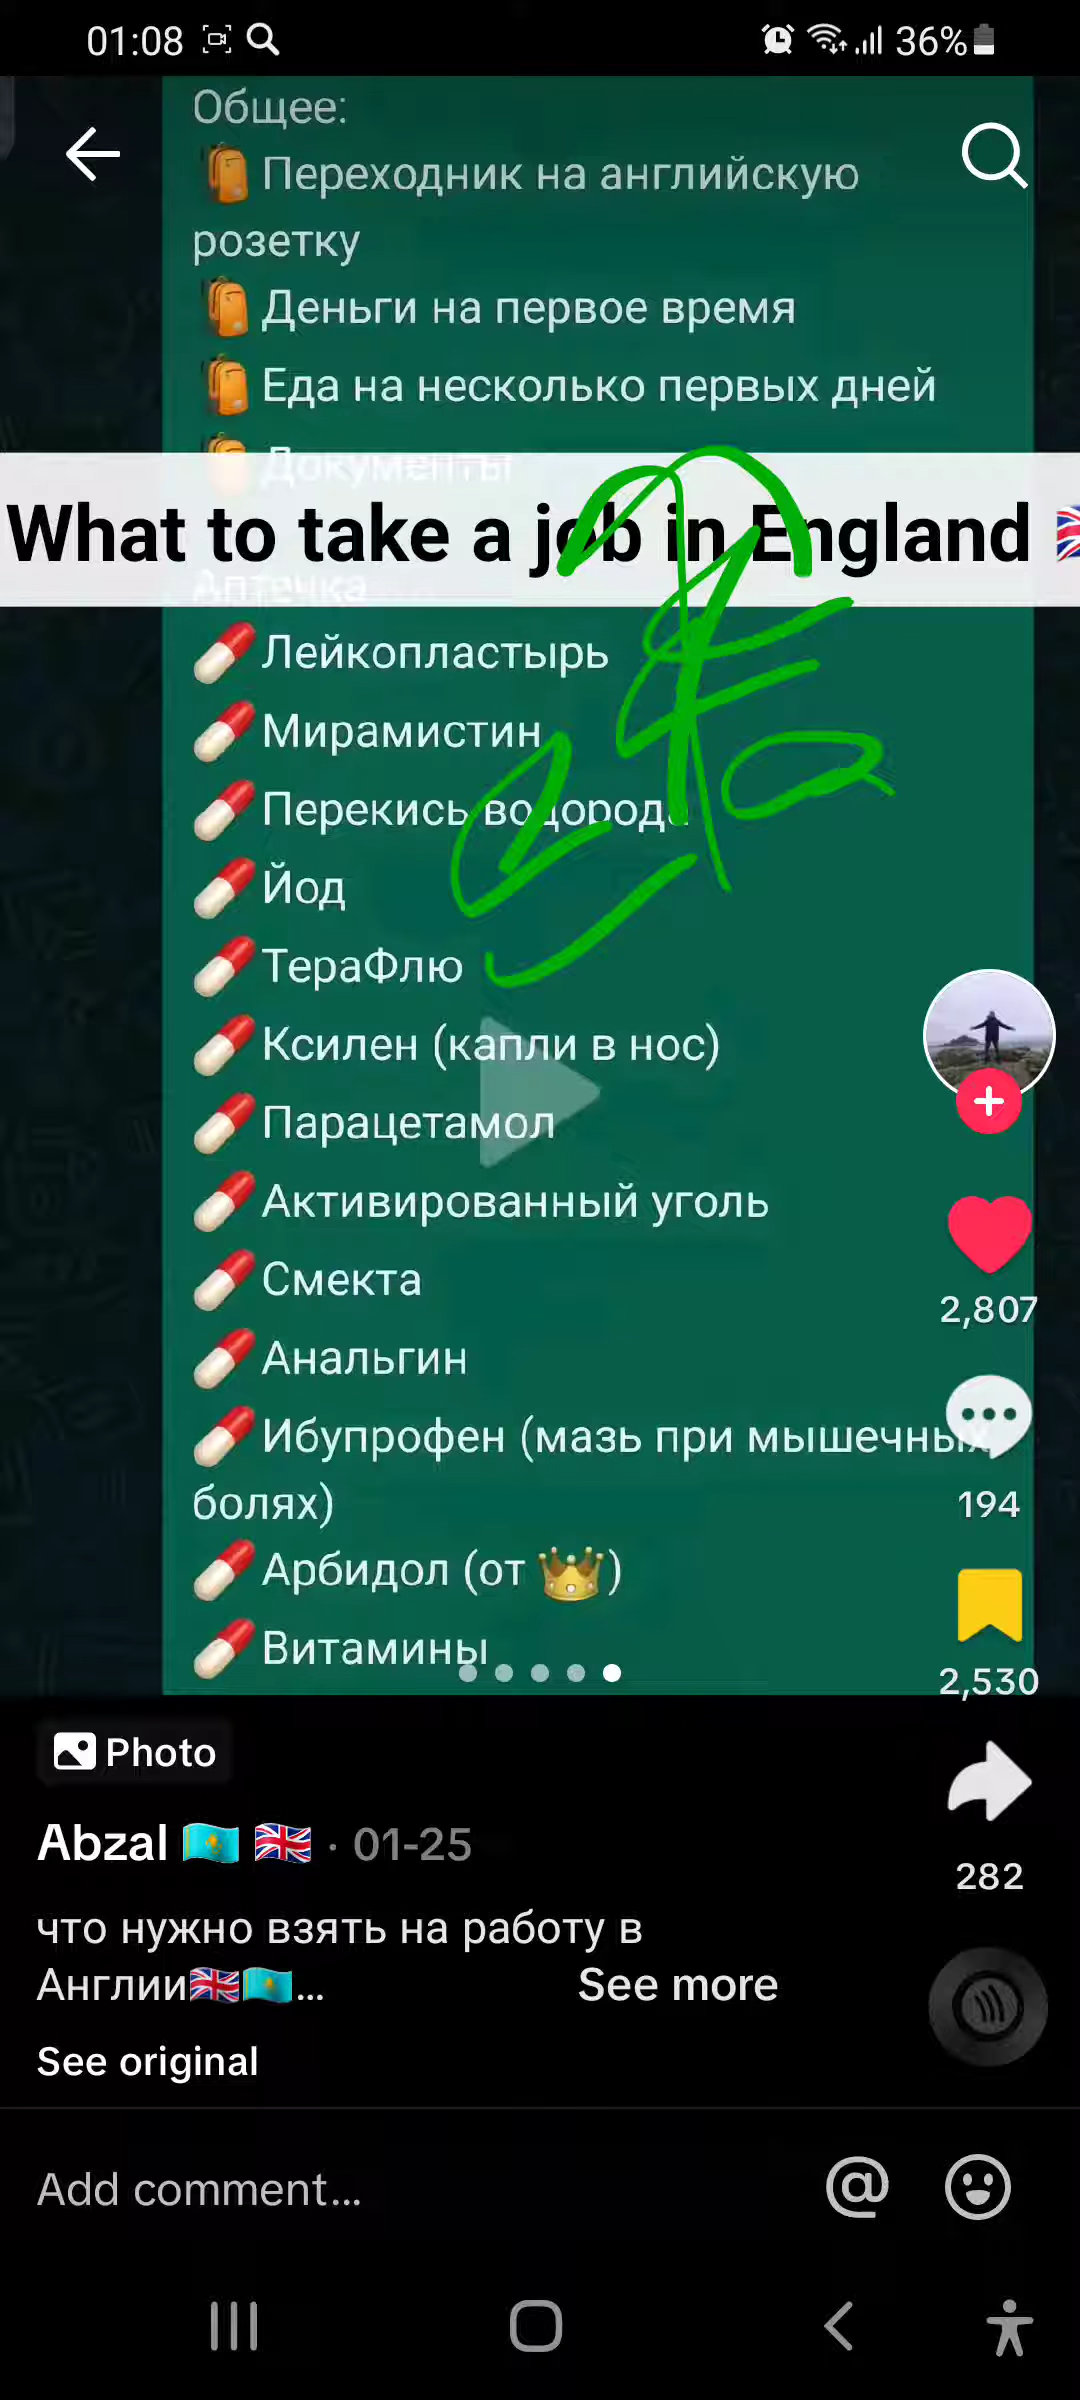 01:08 36%
Общее:
Переходник на английскую
розетку
Деньги на первое время
Еда на несколько первых дней
Документы
What to take a job in England
Аптечка
Лейкопластырь
Мирамистин
Перекись водорода
Йод
ТераФлю
Ксилен (капли в нос)
Парацетамол
Активированный уголь
Смекта
Анальгин
Ибупрофен (мазь при мышечных
болях)
Арбидол (от 👑)
Витамины
2,807
194
2,530
282
Photo
Abzal 🇰🇿 🇬🇧 · 01-25
что нужно взять на работу в
Англии🇬🇧🇰🇿... See more
See original
Add comment...